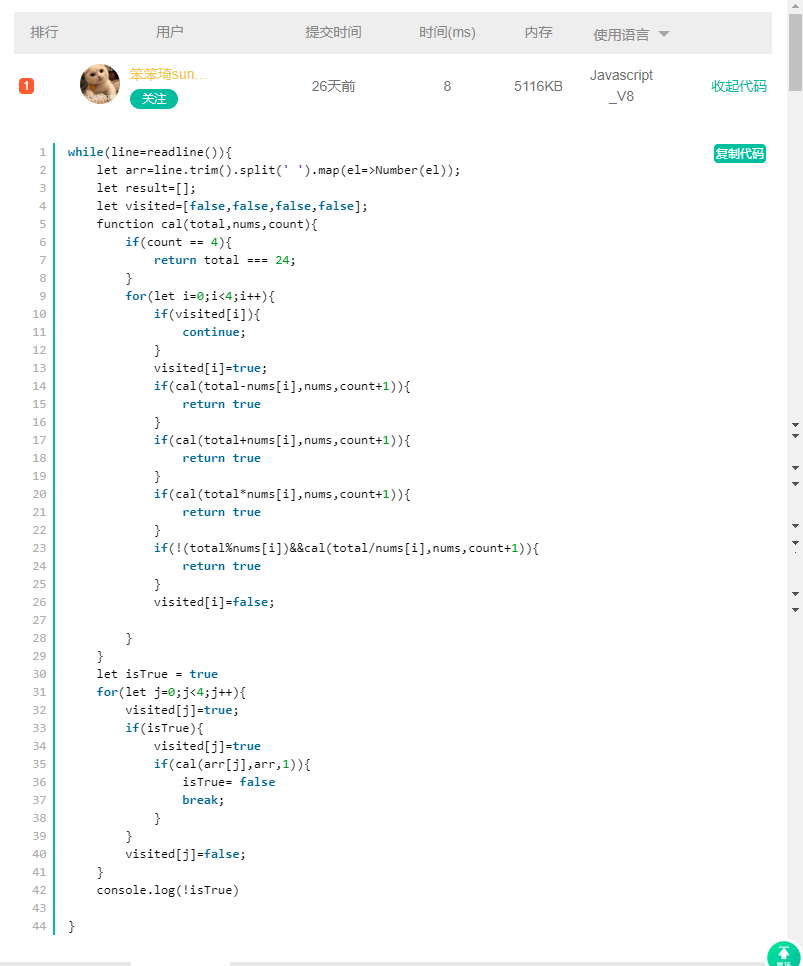 排行 用户 提交时间 时间(ms) 内存 使用语言
1 笨笨琦sun... 关注 26天前 8 5116KB Javascript_V8 收起代码
复制代码
1 while(line=readline()){
2     let arr=line.trim().split(' ').map(el=>Number(el));
3     let result=[];
4     let visited=[false,false,false,false];
5     function cal(total,nums,count){
6         if(count == 4){
7             return total === 24;
8         }
9         for(let i=0;i<4;i++){
10             if(visited[i]){
11                 continue;
12             }
13             visited[i]=true;
14             if(cal(total-nums[i],nums,count+1)){
15                 return true
16             }
17             if(cal(total+nums[i],nums,count+1)){
18                 return true
19             }
20             if(cal(total*nums[i],nums,count+1)){
21                 return true
22             }
23             if(!(total%nums[i])&&cal(total/nums[i],nums,count+1)){
24                 return true
25             }
26             visited[i]=false;
27
28         }
29     }
30     let isTrue = true
31     for(let j=0;j<4;j++){
32         visited[j]=true;
33         if(isTrue){
34             visited[j]=true
35             if(cal(arr[j],arr,1)){
36                 isTrue= false
37                 break;
38             }
39         }
40         visited[j]=false;
41     }
42     console.log(!isTrue)
43
44 }